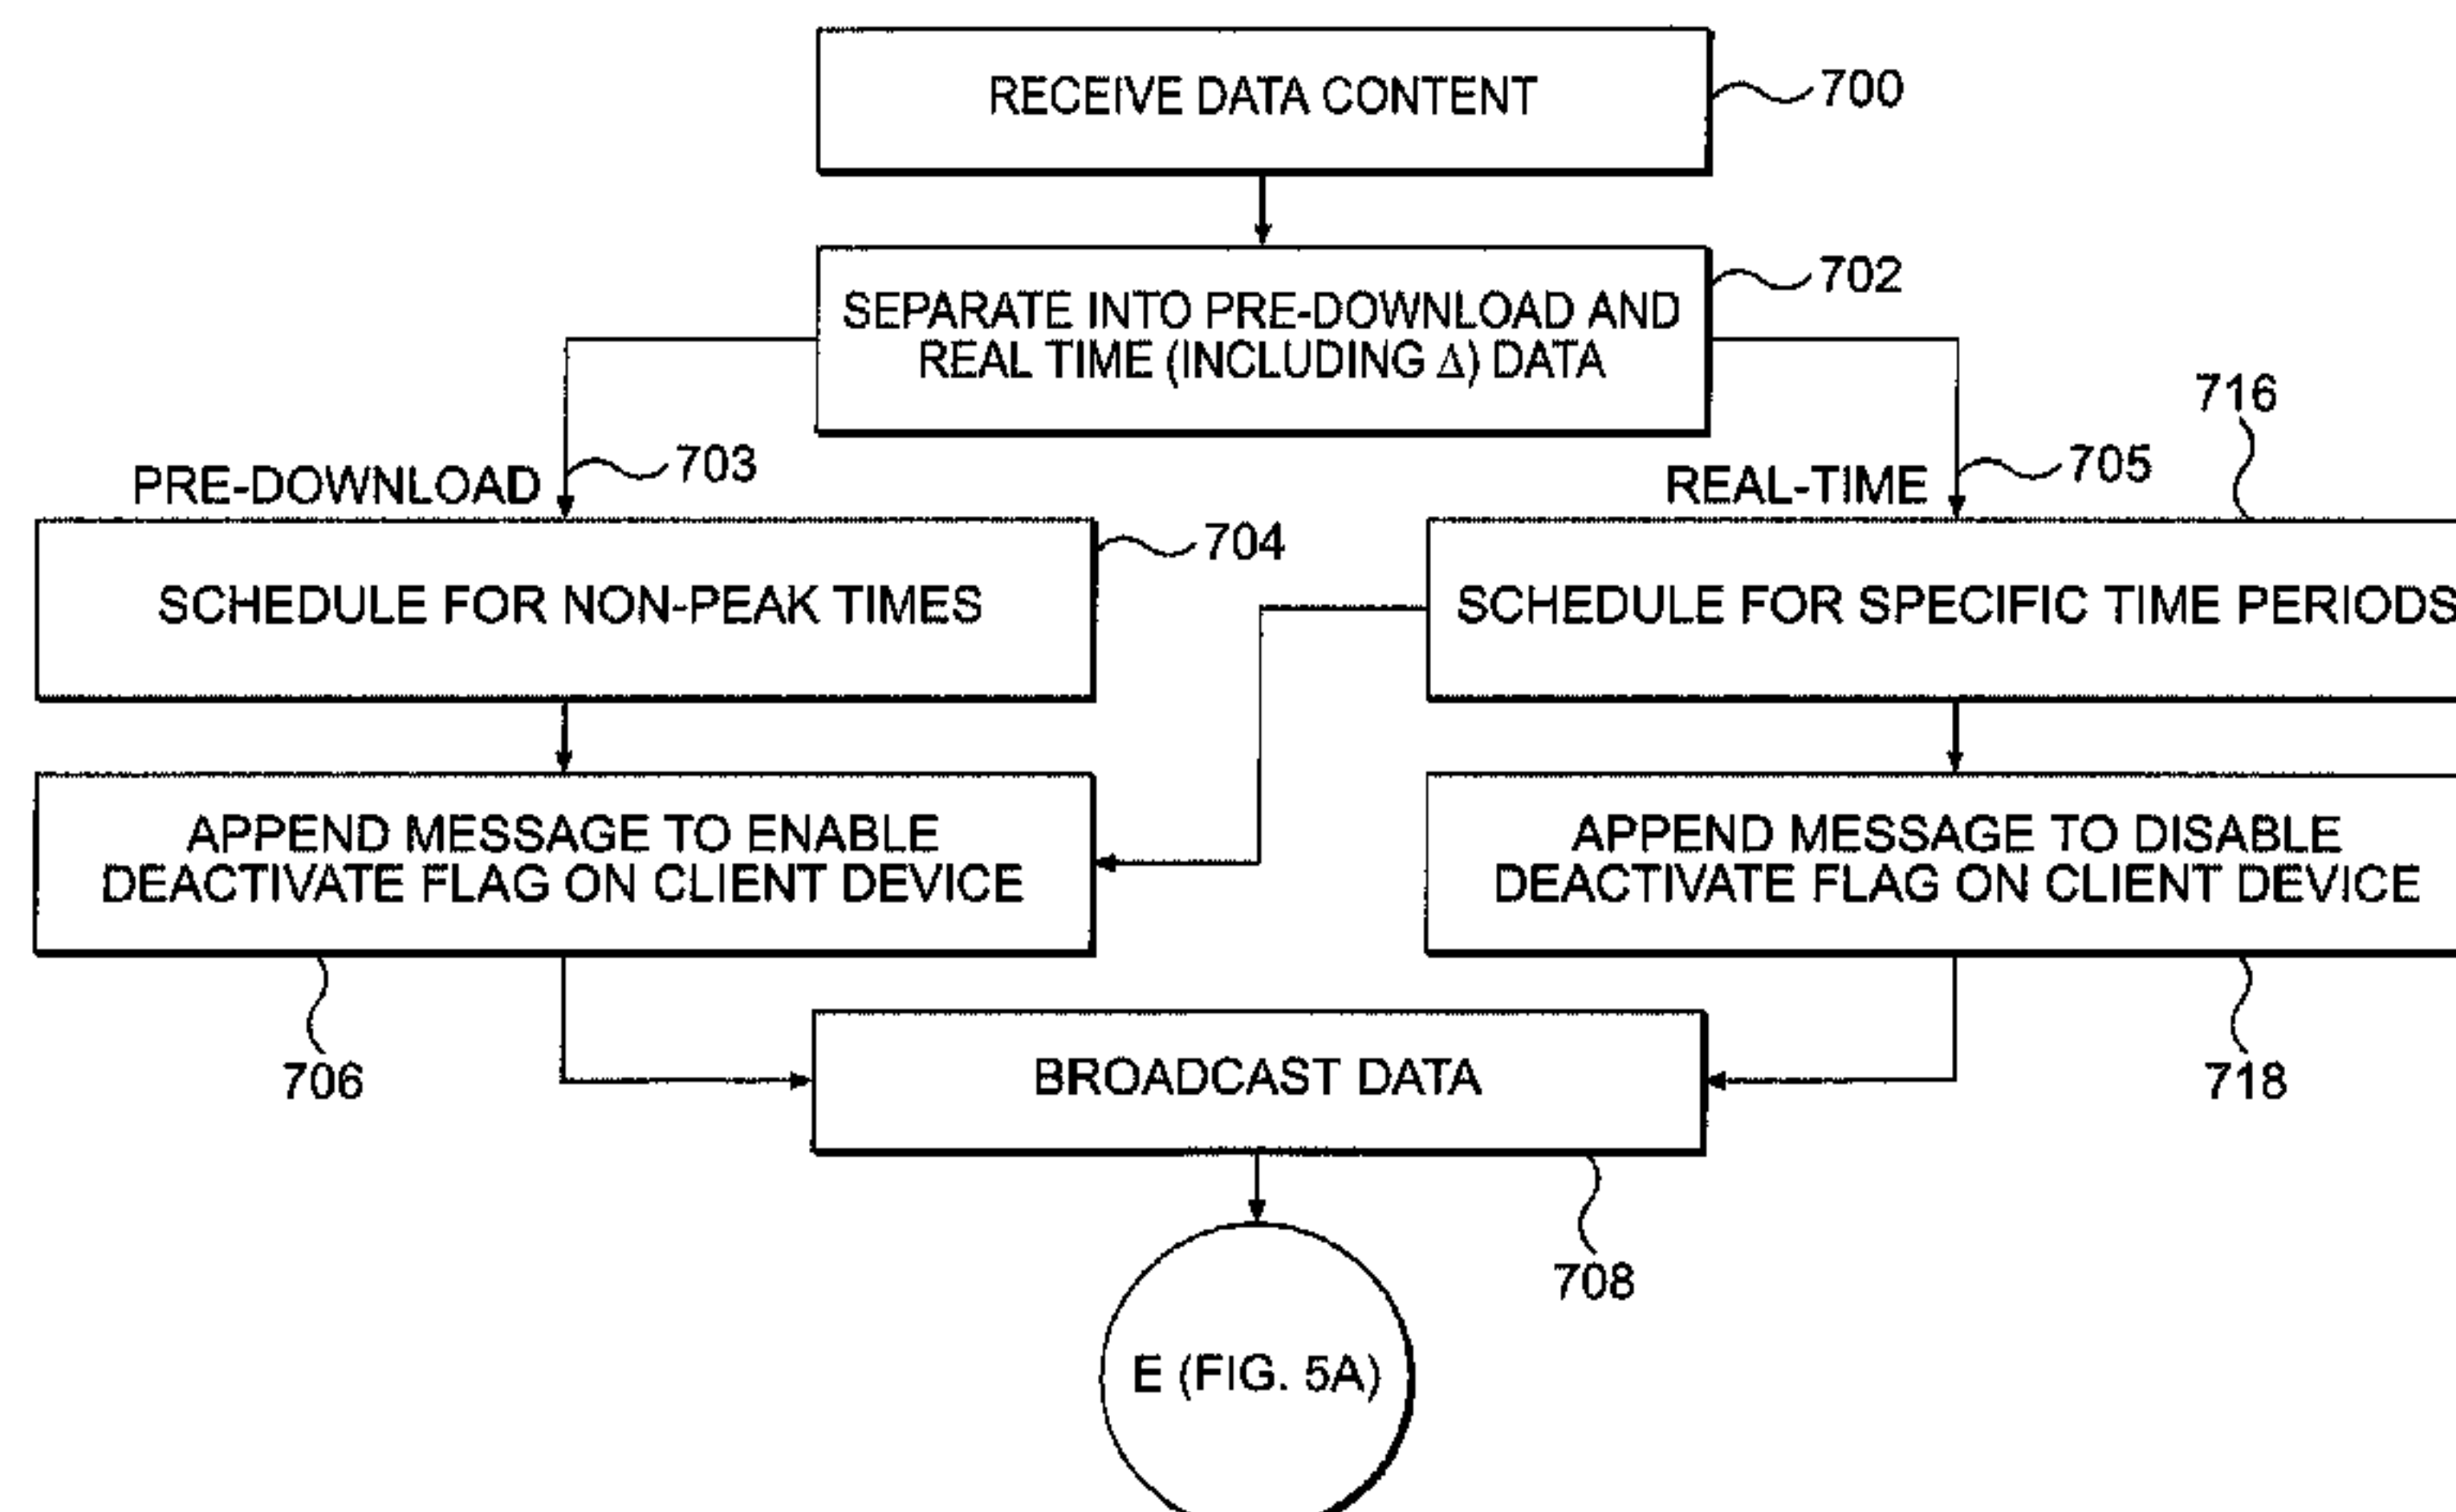 RECEIVE DATA CONTENT
700
SEPARATE INTO PRE-DOWNLOAD AND
REAL TIME (INCLUDING Δ) DATA
702
PRE-DOWNLOAD
703
REAL-TIME
705
716
SCHEDULE FOR NON-PEAK TIMES
704
SCHEDULE FOR SPECIFIC TIME PERIODS
APPEND MESSAGE TO ENABLE
DEACTIVATE FLAG ON CLIENT DEVICE
706
APPEND MESSAGE TO DISABLE
DEACTIVATE FLAG ON CLIENT DEVICE
718
BROADCAST DATA
708
E (FIG. 5A)